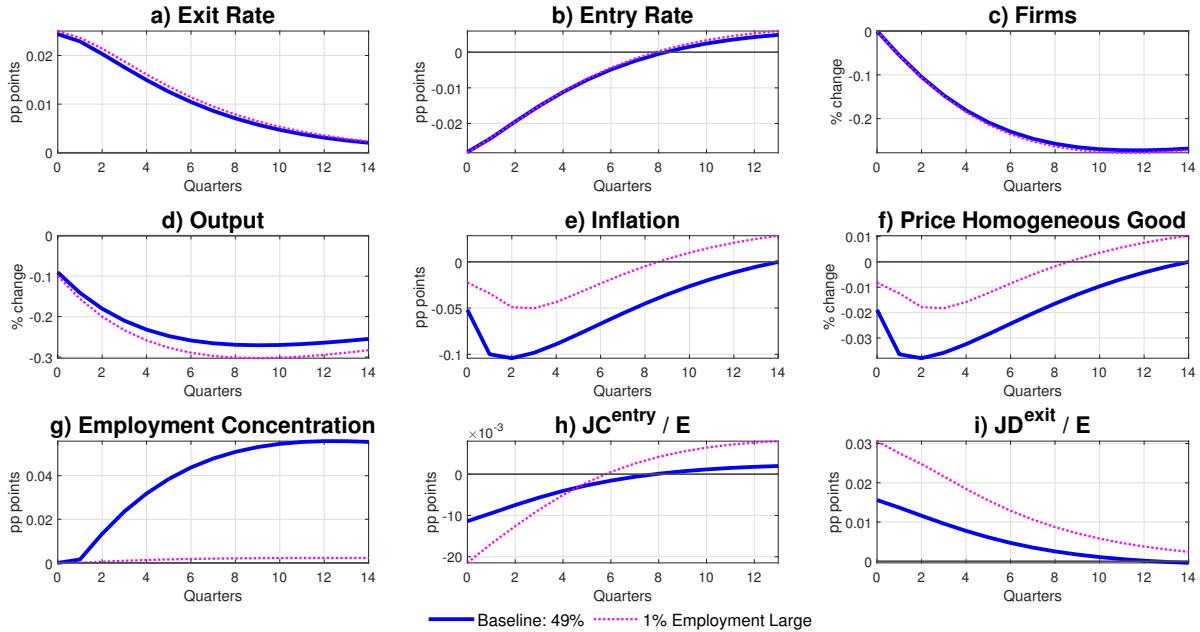 a) Exit Rate
b) Entry Rate
c) Firms
pp points
0.02
0.01
0
0 2 4 6 8 10 12 14
Quarters
pp points
0
-0.02
0 2 4 6 8 10 12
Quarters
% change
0
-0.1
-0.2
0 2 4 6 8 10 12 14
Quarters
d) Output
e) Inflation
f) Price Homogeneous Good
% change
0
-0.1
-0.2
-0.3
0 2 4 6 8 10 12 14
Quarters
pp points
0
-0.05
-0.1
0 2 4 6 8 10 12 14
Quarters
% change
0.01
0
-0.01
-0.02
-0.03
0 2 4 6 8 10 12 14
Quarters
g) Employment Concentration
h) JC^entry / E
i) JD^exit / E
pp points
0.04
0.02
0
0 2 4 6 8 10 12 14
Quarters
×10^-3
pp points
0
-10
-20
0 2 4 6 8 10 12
Quarters
pp points
0.03
0.02
0.01
0
0 2 4 6 8 10 12 14
Quarters
Baseline: 49% 1% Employment Large